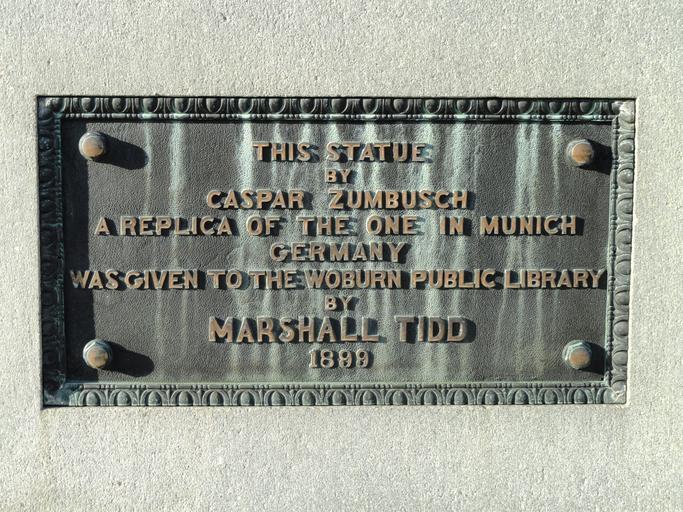 THIS STATUE
BY
CASPAR ZUMBUSCH
A REPLICA OF THE ONE IN MUNICH
GERMANY
WAS GIVEN TO THE WOBURN PUBLIC LIBRARY
BY
MARSHALL TIDD
1899